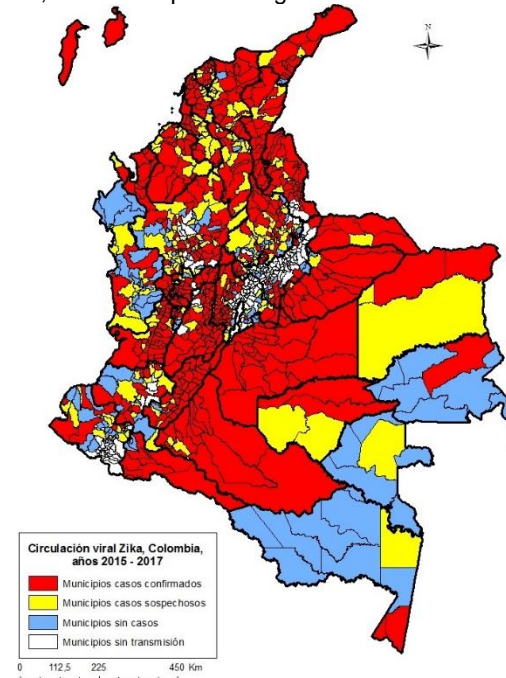 N
Circulación viral Zika, Colombia,
años 2015 - 2017
Municipios casos confirmados
Municipios casos sospechosos
Municipios sin casos
Municipios sin transmisión
0 112,5 225 450 Km